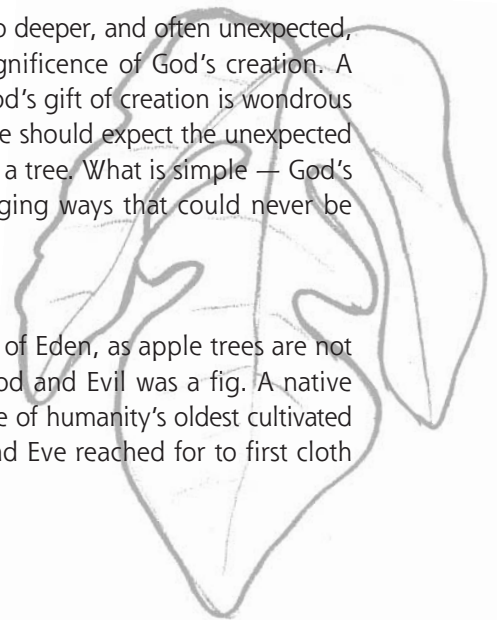 deeper, and often unexpected,
gnificence of God's creation. A
od's gift of creation is wondrous
e should expect the unexpected
a tree. What is simple — God's
ging ways that could never be
of Eden, as apple trees are not
od and Evil was a fig. A native
e of humanity's oldest cultivated
nd Eve reached for to first cloth